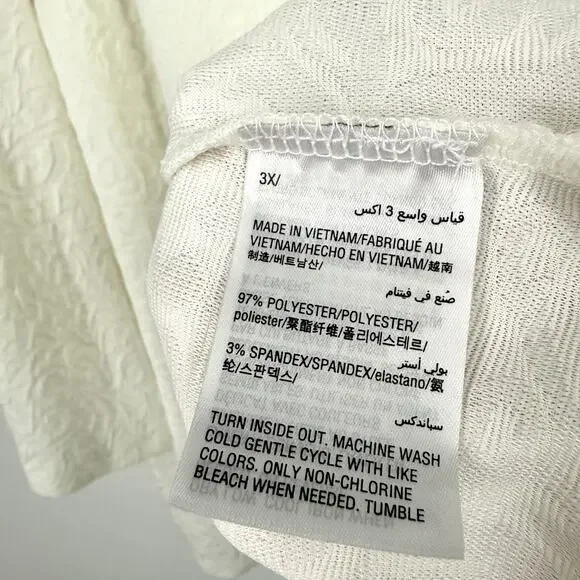 3X/
قياس واسع 3 اكس
MADE IN VIETNAM/FABRIQUÉ AU
VIETNAM/HECHO EN VIETNAM/越南
制造/베트남산/
صُنع في فيتنام
97% POLYESTER/POLYESTER/
poliester/聚酯纤维/폴리에스테르/
بولي أستر
3% SPANDEX/SPANDEX/elastano/氨
纶/스판덱스/
سباندكس
TURN INSIDE OUT. MACHINE WASH
COLD GENTLE CYCLE WITH LIKE
COLORS. ONLY NON-CHLORINE
BLEACH WHEN NEEDED. TUMBLE